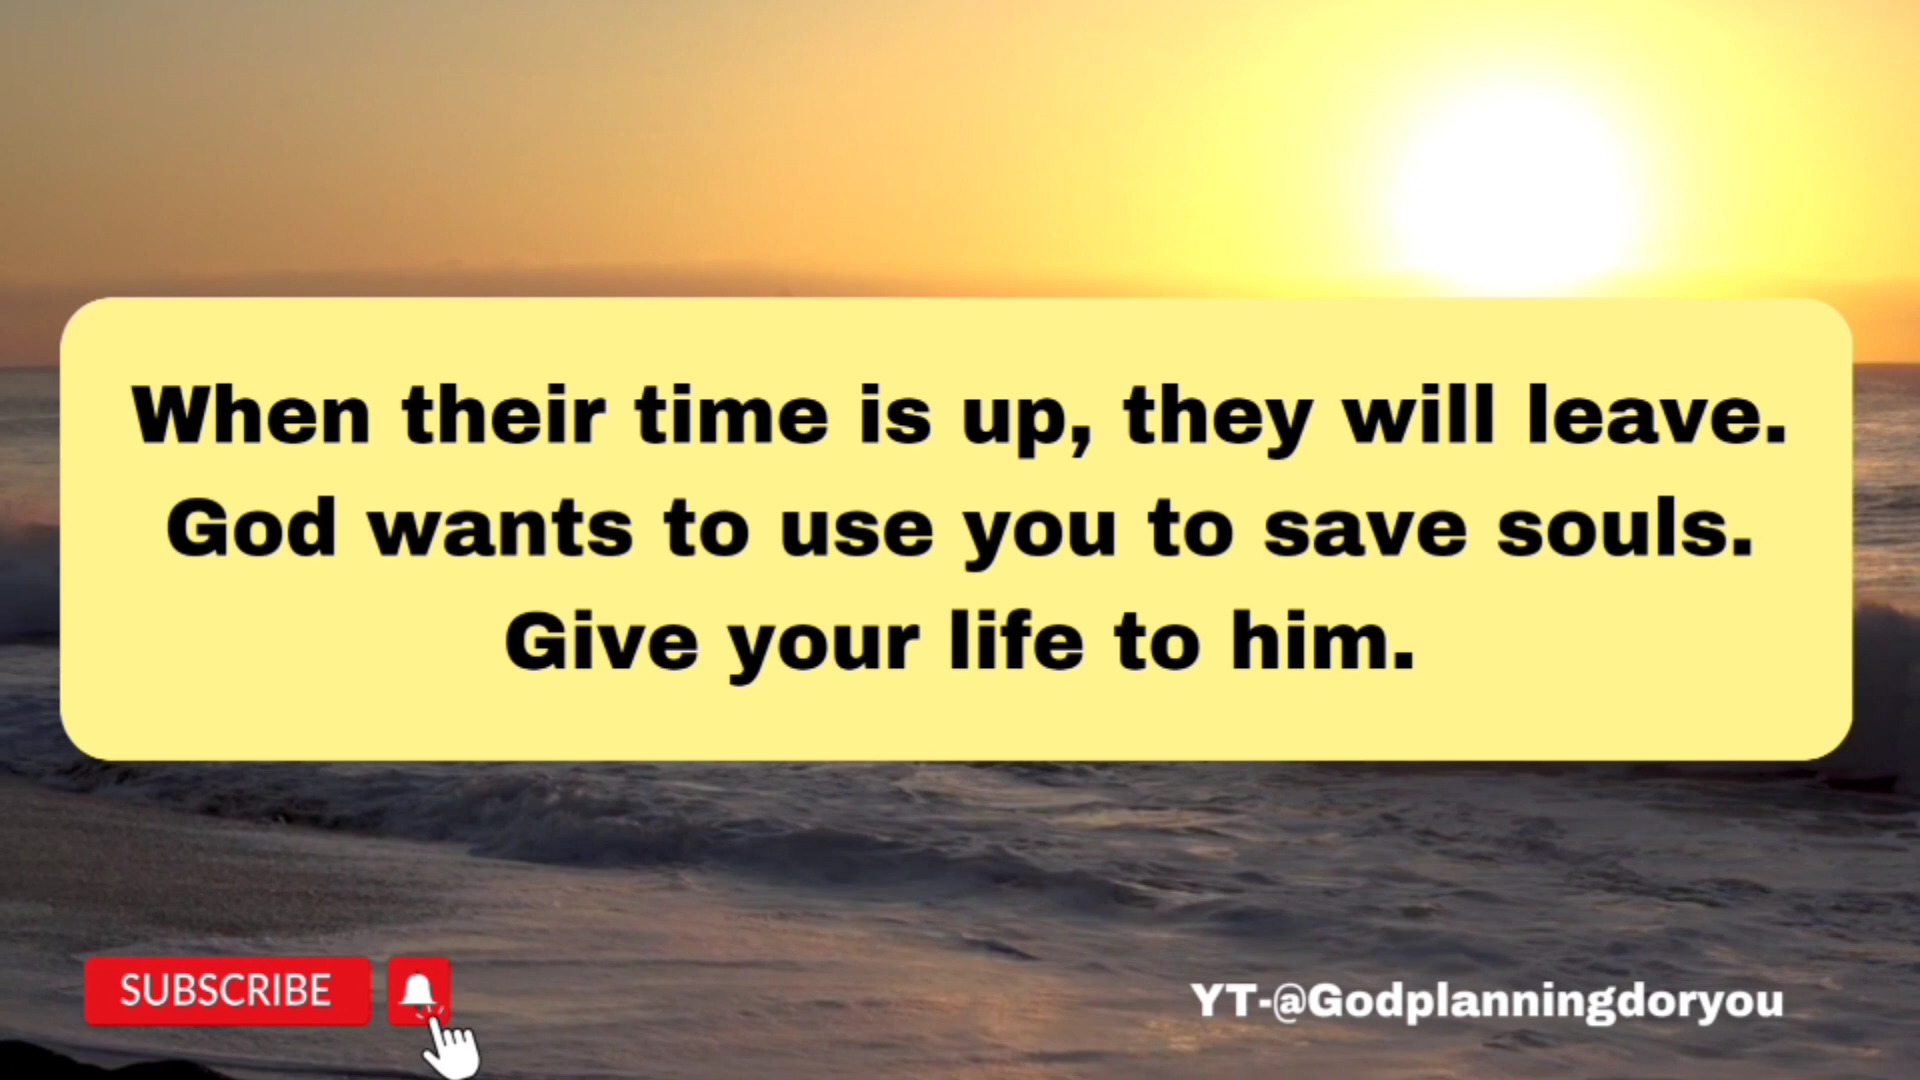 When their time is up, they will leave.
God wants to use you to save souls.
Give your life to him.
SUBSCRIBE
YT-@Godplanningdoryou